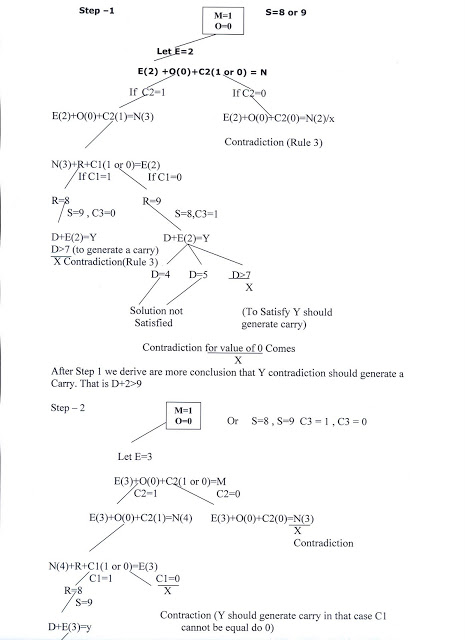 Step –1
M=1
O=0
S=8 or 9
Let E=2
E(2) +O(0)+C2(1 or 0) = N
If C2=1 If C2=0
E(2)+O(0)+C2(1)=N(3) E(2)+O(0)+C2(0)=N(2)/x
Contradiction (Rule 3)
N(3)+R+C1(1 or 0)=E(2)
If C1=1 If C1=0
R=8 R=9
S=9 , C3=0 S=8,C3=1
D+E(2)=Y D+E(2)=Y
D>7 (to generate a carry)
X Contradiction(Rule 3)
D=4 D=5 D>7
X
Solution not (To Satisfy Y should
Satisfied generate carry)
Contradiction for value of 0 Comes
X
After Step 1 we derive are more conclusion that Y contradiction should generate a
Carry. That is D+2>9
Step – 2
M=1
O=0
Or S=8 , S=9 C3 = 1 , C3 = 0
Let E=3
E(3)+O(0)+C2(1 or 0)=M
C2=1 C2=0
E(3)+O(0)+C2(1)=N(4) E(3)+O(0)+C2(0)=N(3)
X
Contradiction
N(4)+R+C1(1 or 0)=E(3)
C1=1 C1=0
R=8 X
S=9
Contraction (Y should generate carry in that case C1
D+E(3)=y cannot be equal do 0)